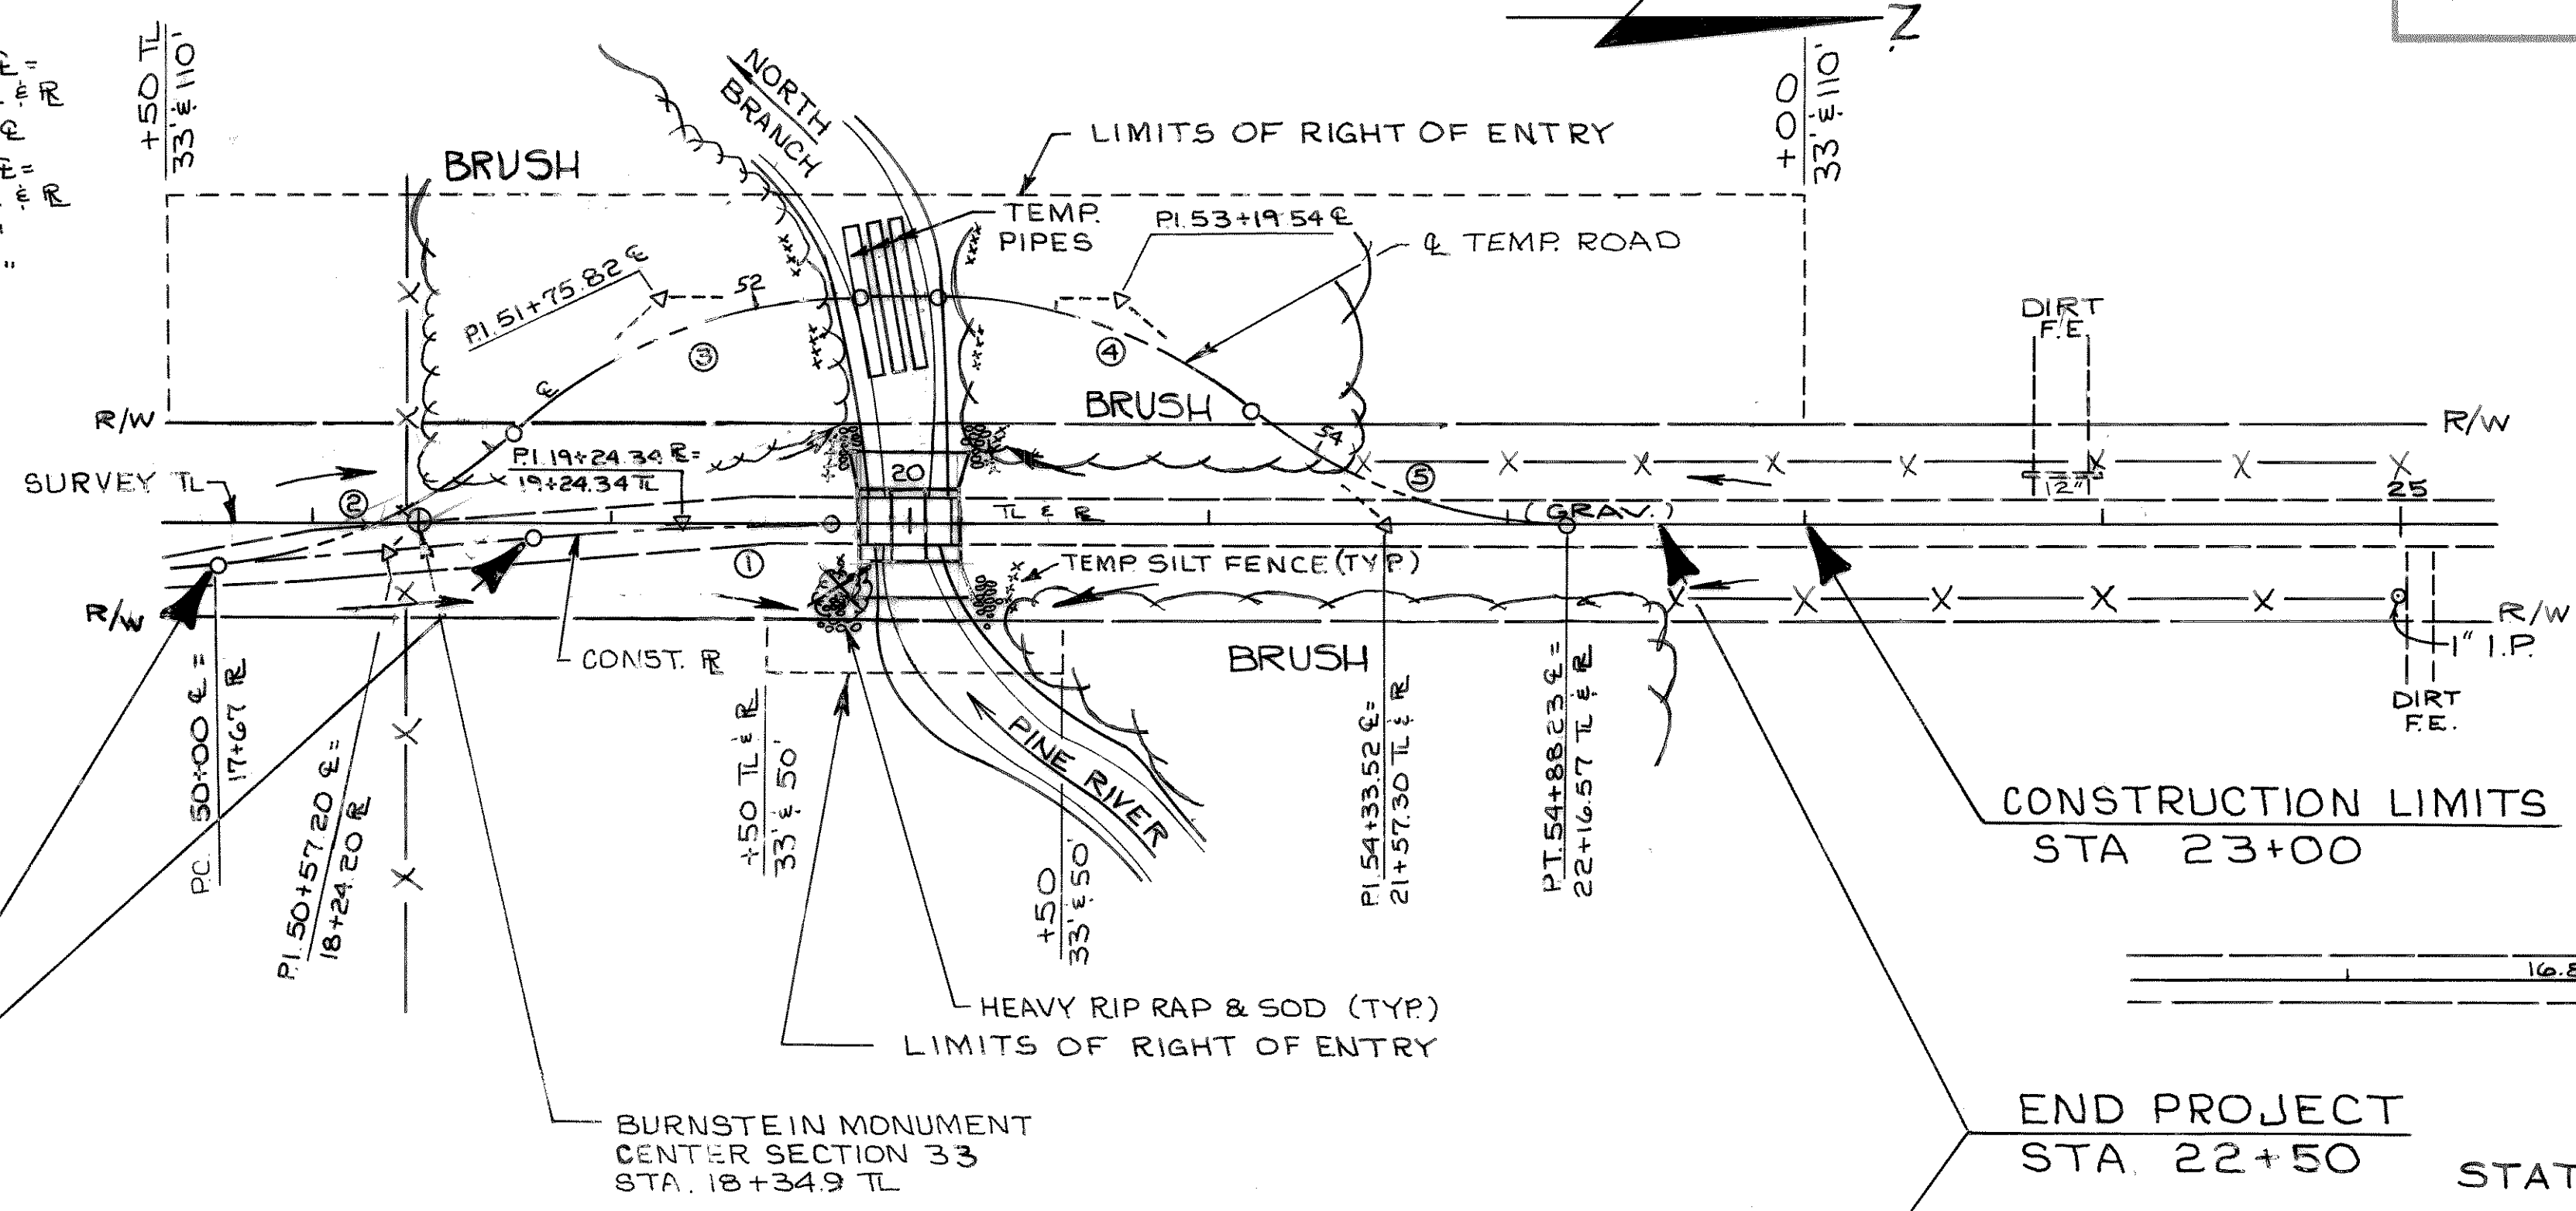 +50 TL
33' & 110'
NORTH
BRANCH
Z
+00
33' & 110'
LIMITS OF RIGHT OF ENTRY
BRUSH
TEMP.
PIPES
P.I. 53+19.54 ℄
℄ TEMP. ROAD
P.I. 51+75.82 ℄
52
DIRT
F.E.
3
4
℄
BRUSH
R/W
R/W
54
P.I. 19+24.34 ℞ =
19+24.34 TL
20
5
12"
25
SURVEY TL
2
TL & ℞
(GRAV.)
1
TEMP SILT FENCE (TYP.)
R/W
R/W
CONST. ℞
BRUSH
1" I.P.
P.C. 50+00 ℄ =
17+67 ℞
P.I. 50+57.20 ℄ =
18+24.20 ℞
+50 TL & ℞
33' & 50'
+50
33' & 50'
PINE RIVER
P.I. 54+33.52 ℄ =
21+57.30 TL & ℞
P.T. 54+88.23 ℄ =
22+16.57 TL & ℞
DIRT
F.E.
CONSTRUCTION LIMITS
STA 23+00
16.8
HEAVY RIP RAP & SOD (TYP.)
LIMITS OF RIGHT OF ENTRY
BURNSTEIN MONUMENT
CENTER SECTION 33
STA. 18+34.9 TL
END PROJECT
STA. 22+50
STAT
℄ =
& ℞
℄
℄ =
& ℞
"